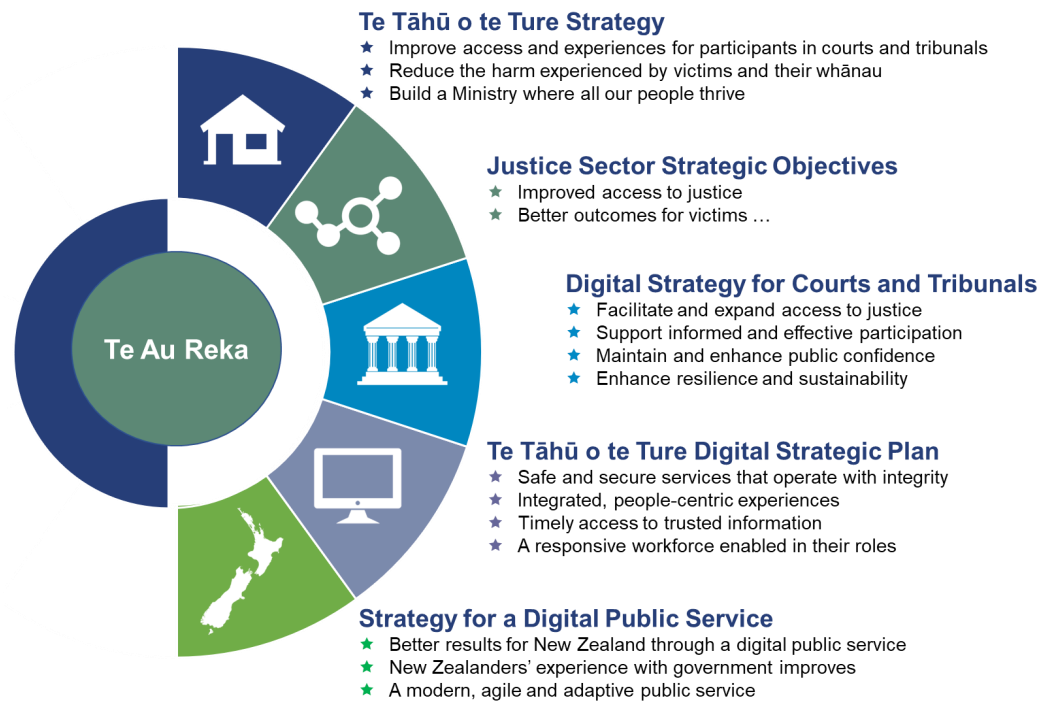 Te Tāhū o te Ture Strategy
Improve access and experiences for participants in courts and tribunals
Reduce the harm experienced by victims and their whānau
Build a Ministry where all our people thrive
Justice Sector Strategic Objectives
Improved access to justice
Better outcomes for victims …
Digital Strategy for Courts and Tribunals
Facilitate and expand access to justice
Support informed and effective participation
Maintain and enhance public confidence
Enhance resilience and sustainability
Te Au Reka
Te Tāhū o te Ture Digital Strategic Plan
Safe and secure services that operate with integrity
Integrated, people-centric experiences
Timely access to trusted information
A responsive workforce enabled in their roles
Strategy for a Digital Public Service
Better results for New Zealand through a digital public service
New Zealanders’ experience with government improves
A modern, agile and adaptive public service